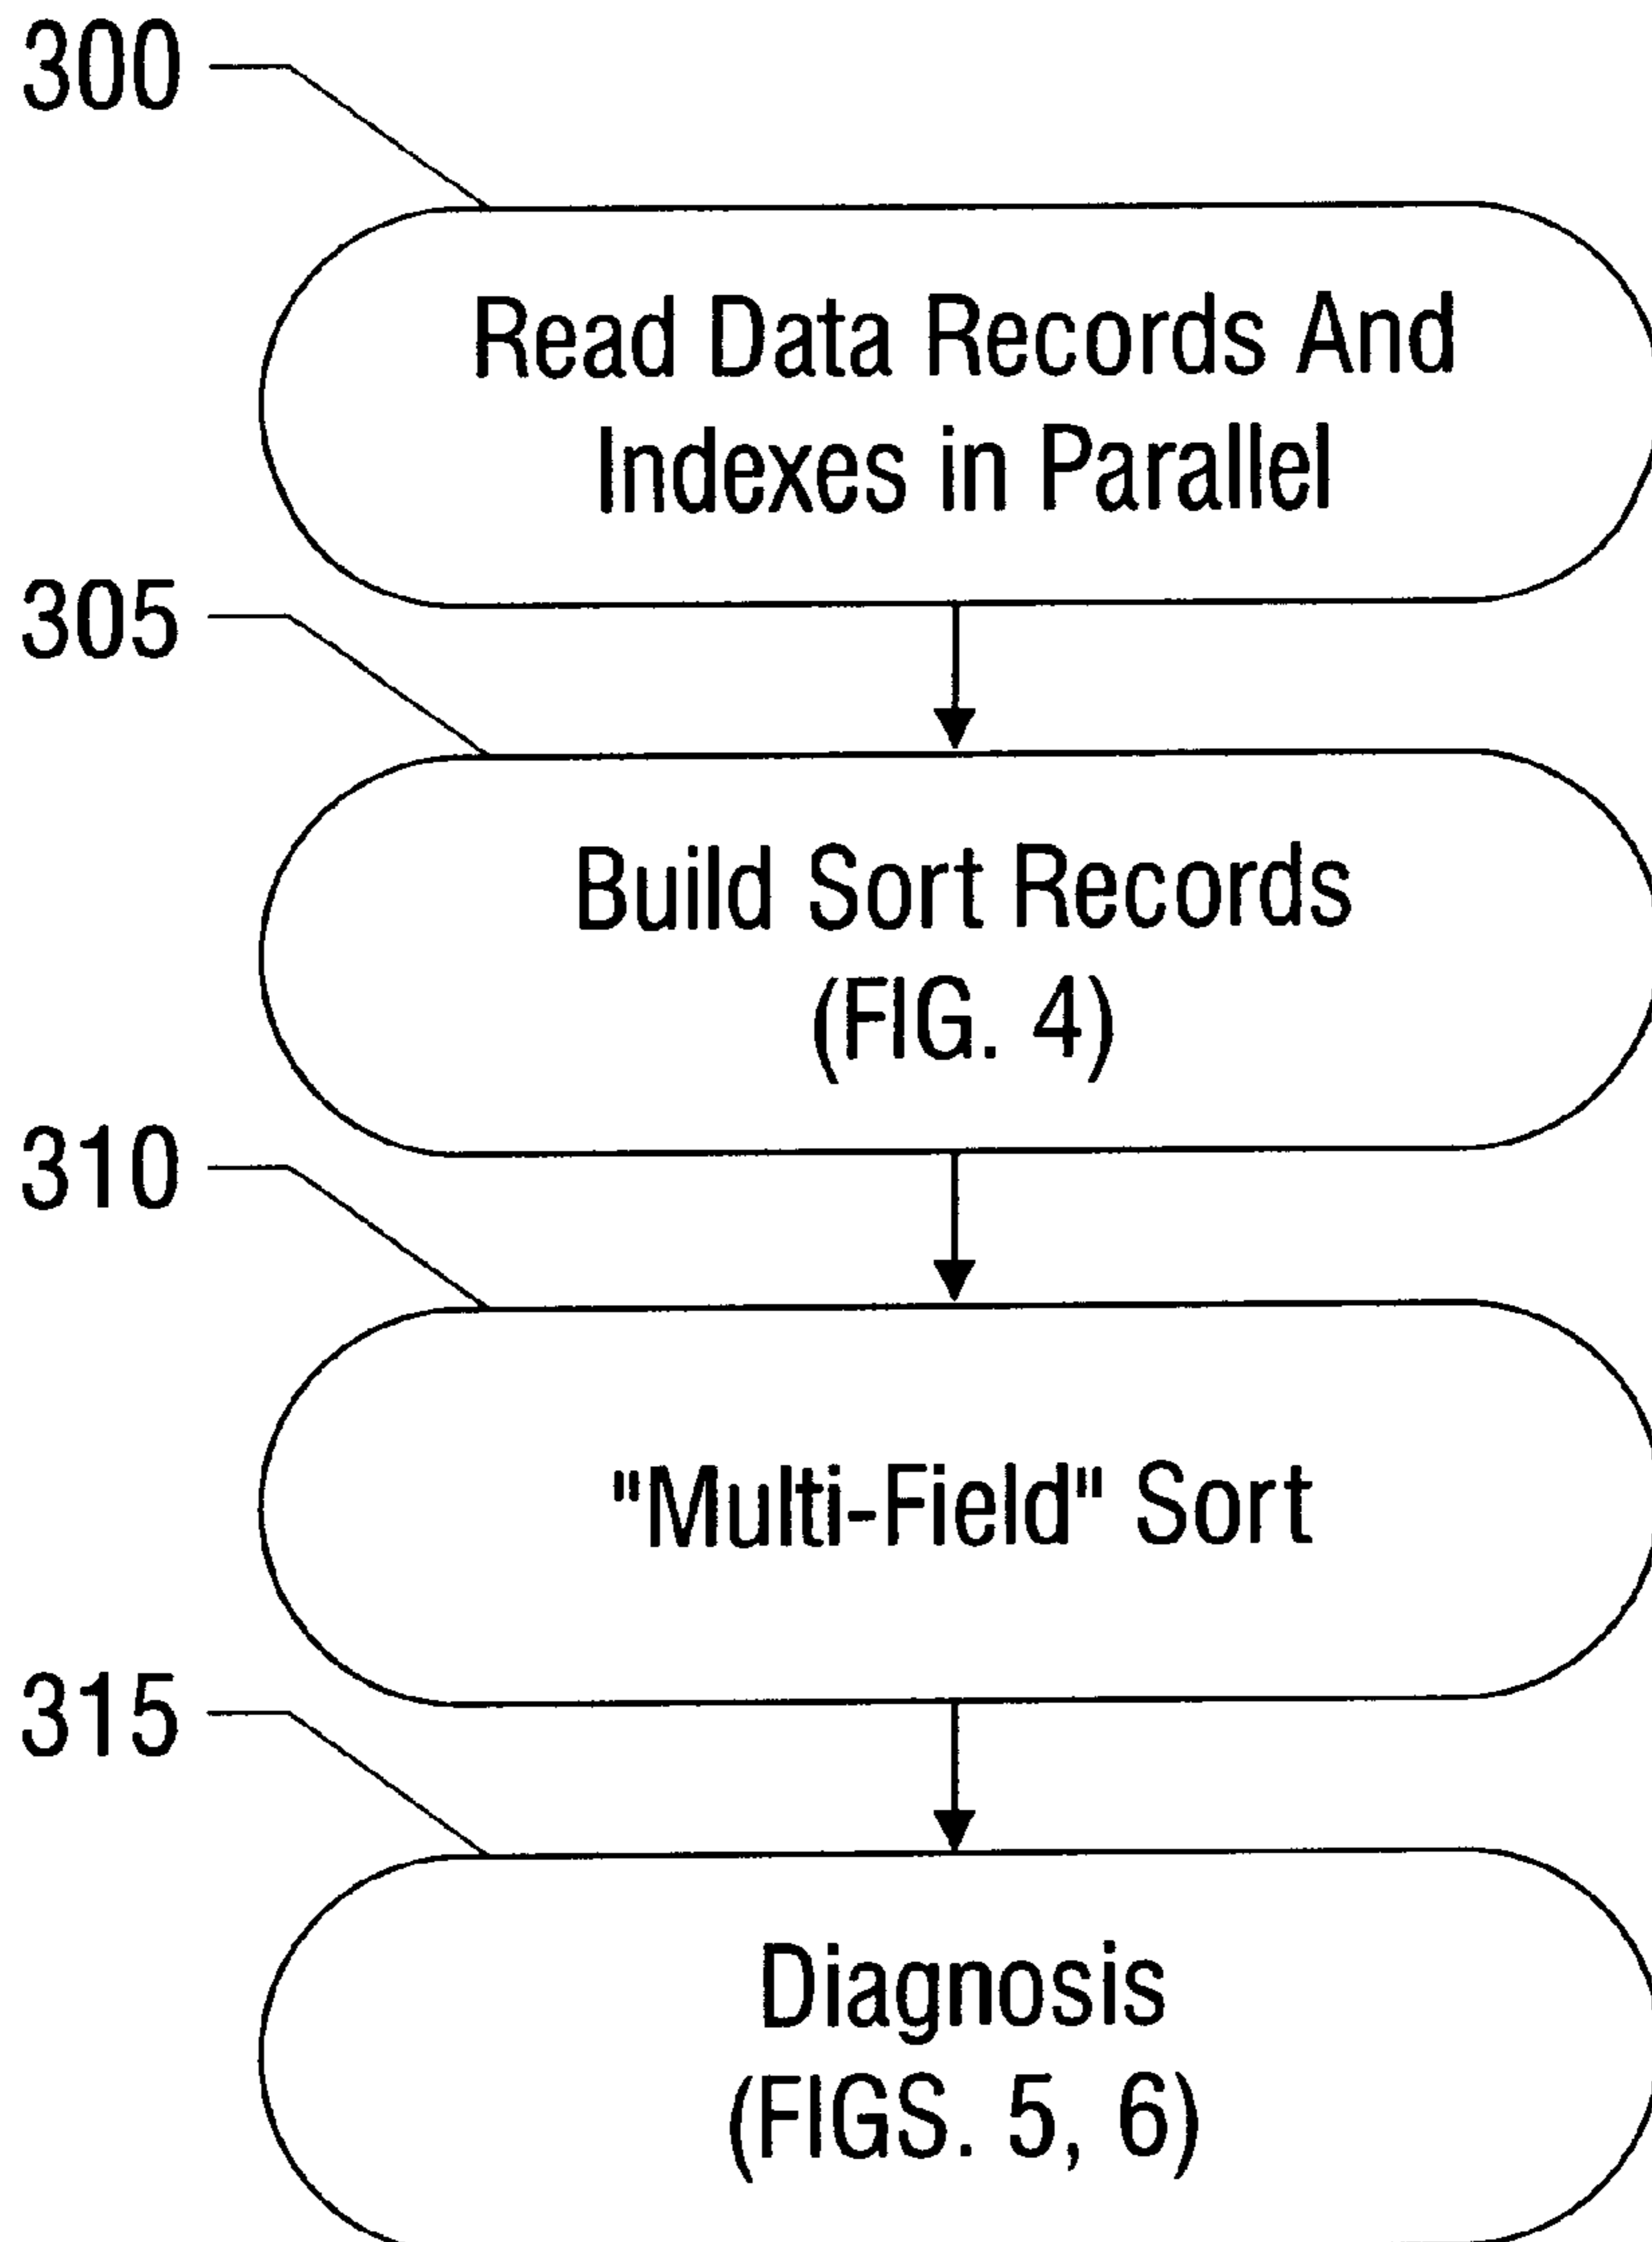 300
Read Data Records And
Indexes in Parallel
305
Build Sort Records
(FIG. 4)
310
"Multi-Field" Sort
315
Diagnosis
(FIGS. 5, 6)